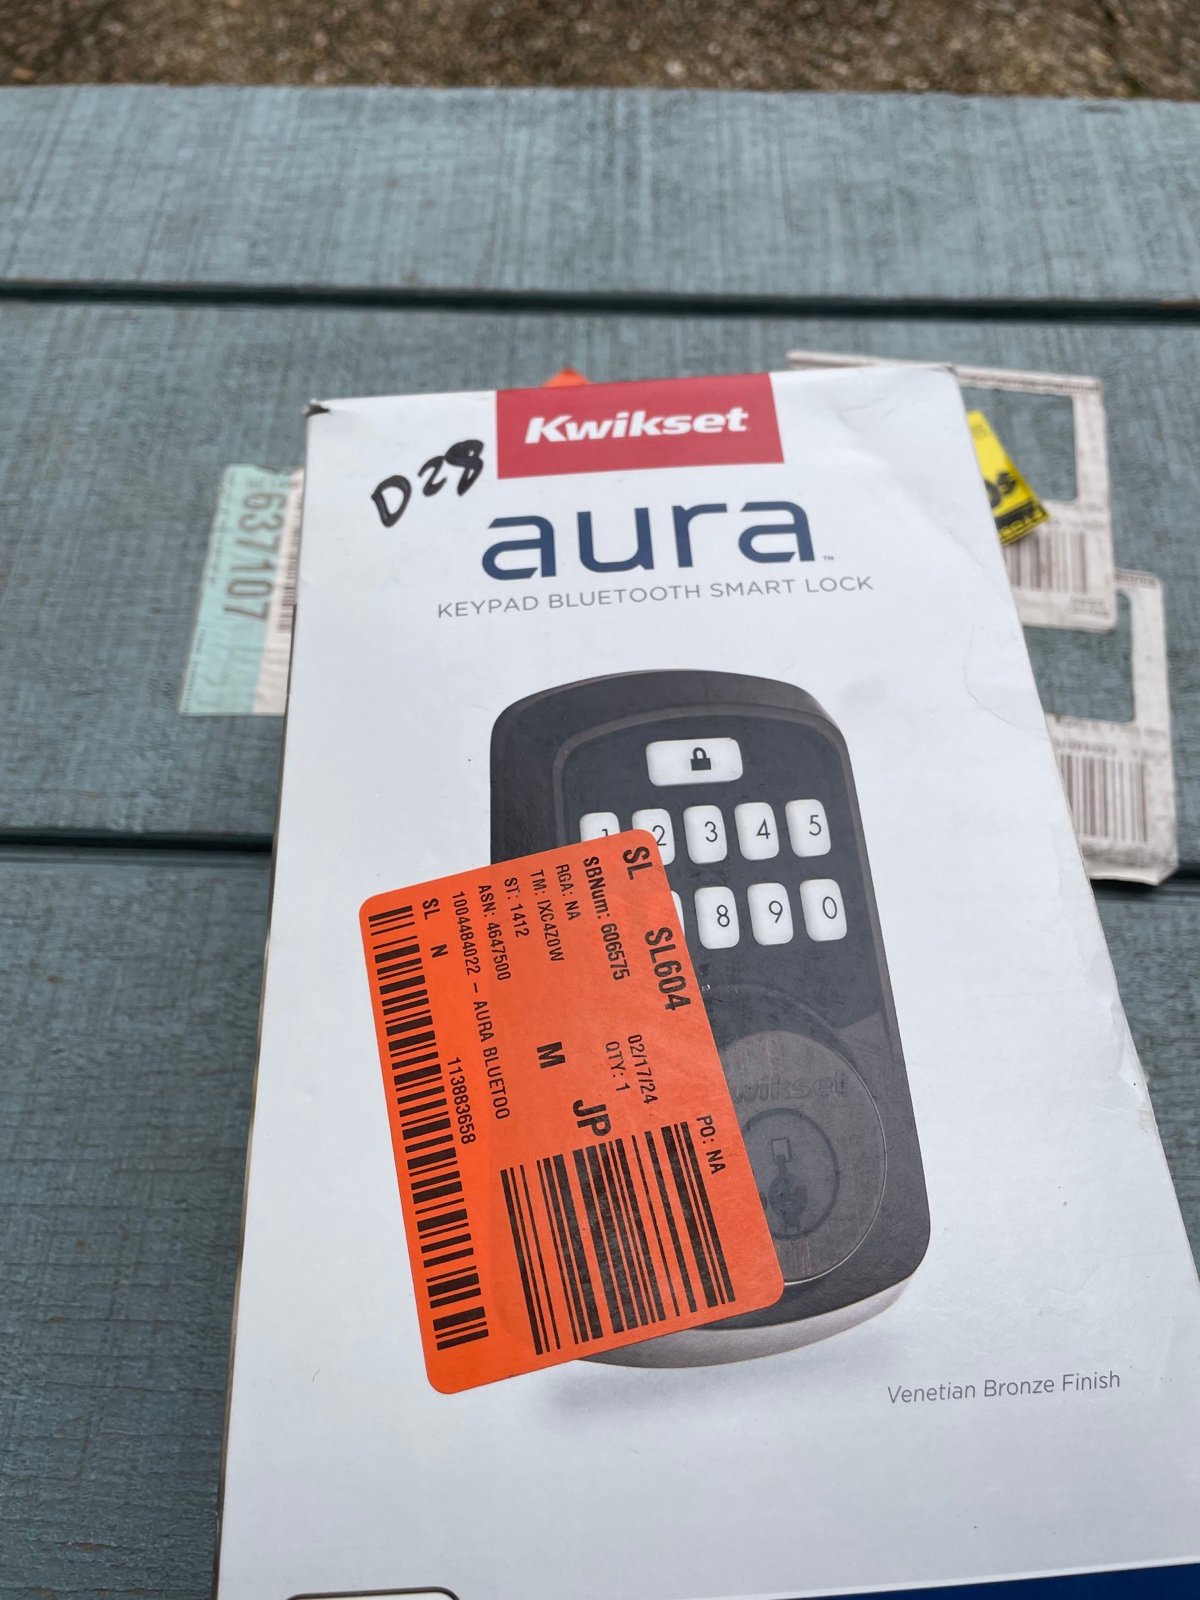 Kwikset
D28
aura™
KEYPAD BLUETOOTH SMART LOCK
637107
1 2 3 4 5
8 9 0
SL SL604
SBNum: 606575 02/17/24 PO: NA
RGA: NA QTY: 1
TM: IXC4Z0W
ST: 1412 M JP
ASN: 4647500
1004484022 - AURA BLUETOO
SL N 113883658
Kwikset
Venetian Bronze Finish